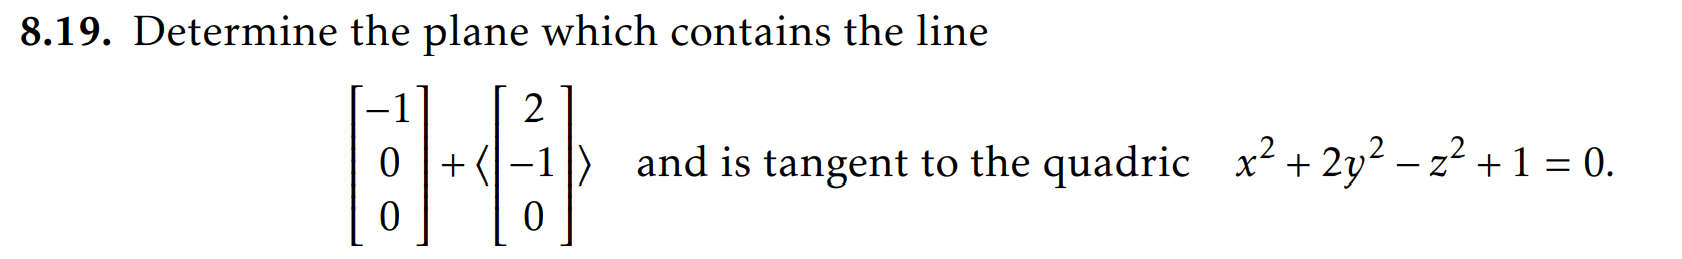 8.19. Determine the plane which contains the line
[−1 0 0] + ⟨[2 −1 0]⟩ and is tangent to the quadric x² + 2y² − z² + 1 = 0.